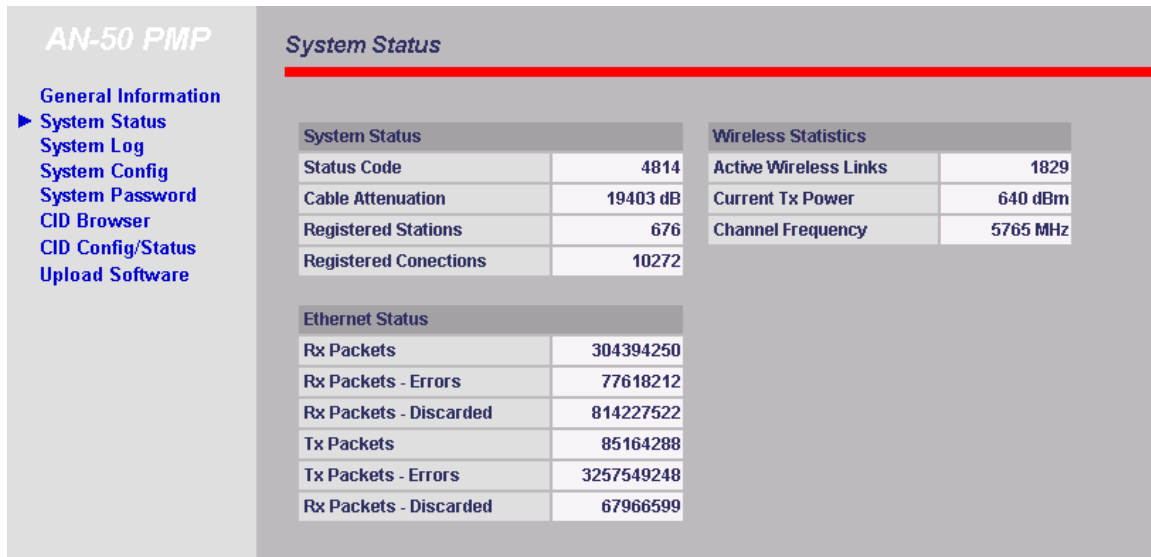 AN-50 PMP
General Information
System Status
System Log
System Config
System Password
CID Browser
CID Config/Status
Upload Software
System Status
System Status
Status Code 4814
Cable Attenuation 19403 dB
Registered Stations 676
Registered Conections 10272
Wireless Statistics
Active Wireless Links 1829
Current Tx Power 640 dBm
Channel Frequency 5765 MHz
Ethernet Status
Rx Packets 304394250
Rx Packets - Errors 77618212
Rx Packets - Discarded 814227522
Tx Packets 85164288
Tx Packets - Errors 3257549248
Rx Packets - Discarded 67966599